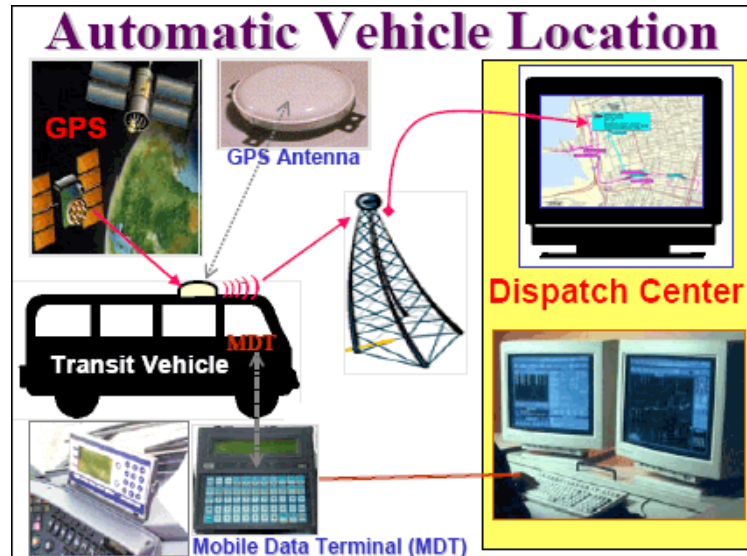 Automatic Vehicle Location
GPS
GPS Antenna
Dispatch Center
MDT
Transit Vehicle
Mobile Data Terminal (MDT)